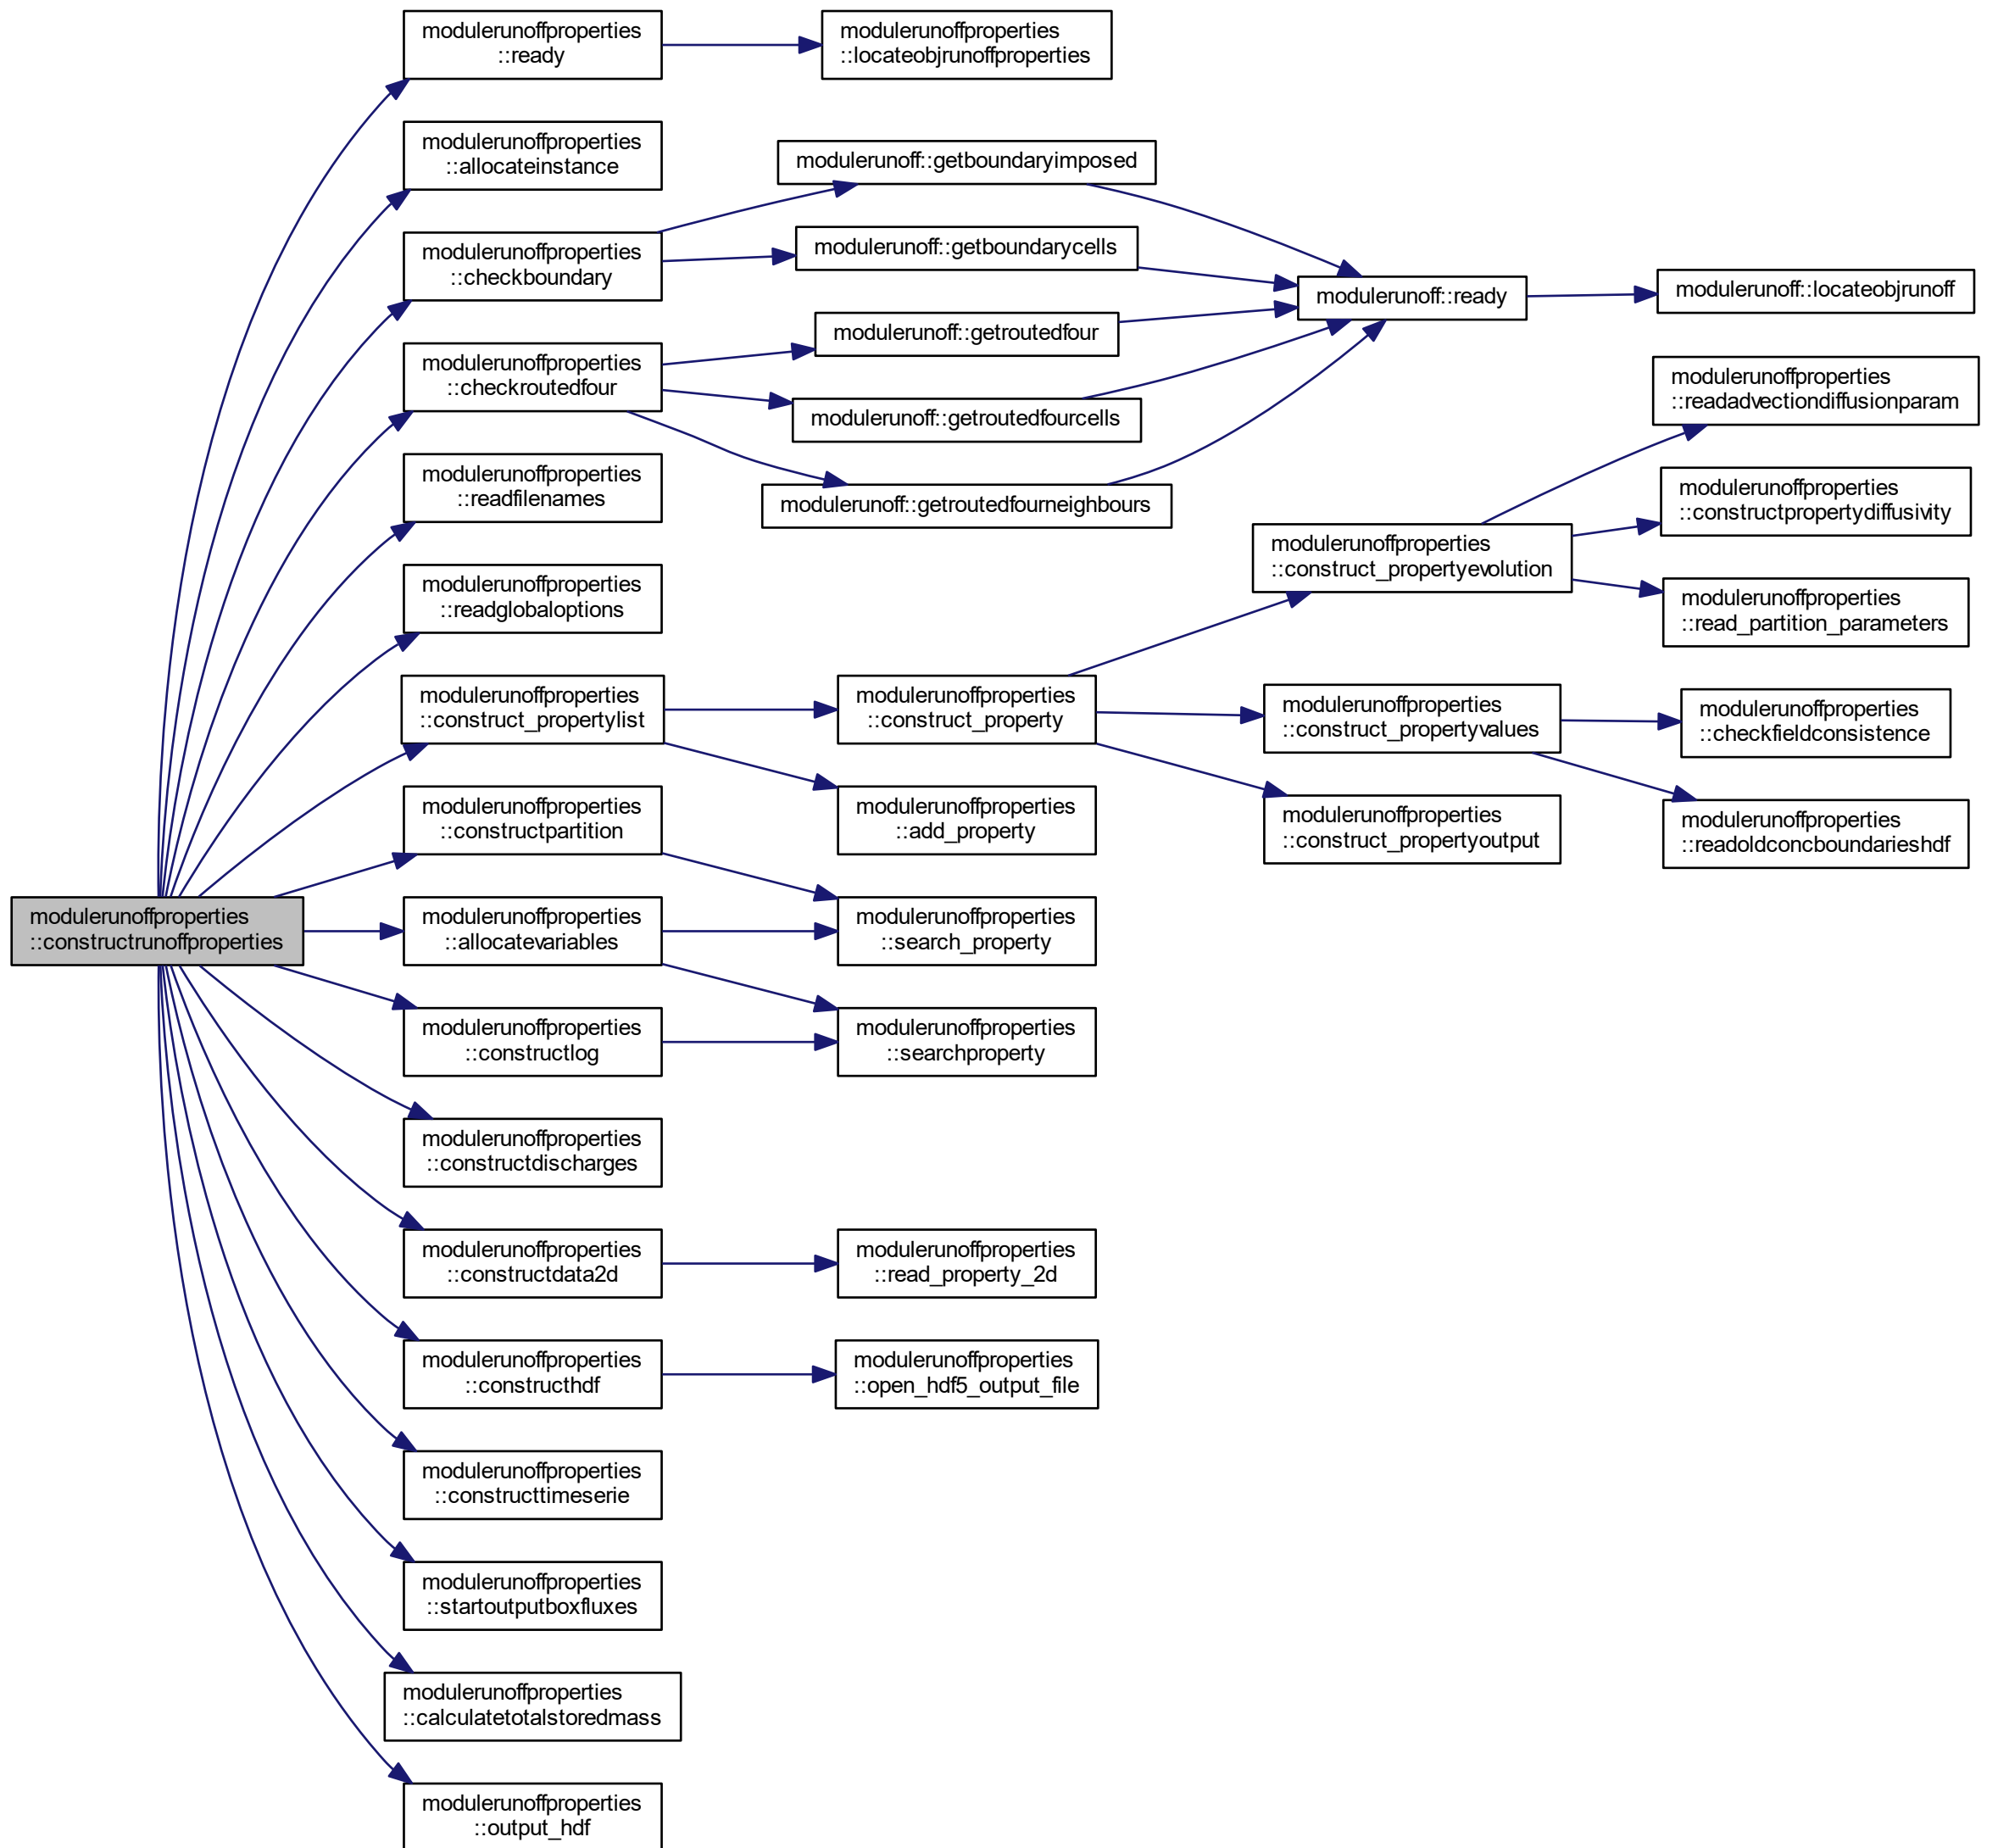 modulerunoffproperties
::constructrunoffproperties
modulerunoffproperties
::ready
modulerunoffproperties
::locateobjrunoffproperties
modulerunoffproperties
::allocateinstance
modulerunoffproperties
::checkboundary
modulerunoff::getboundaryimposed
modulerunoff::getboundarycells
modulerunoff::ready
modulerunoff::locateobjrunoff
modulerunoffproperties
::checkroutedfour
modulerunoff::getroutedfour
modulerunoff::getroutedfourcells
modulerunoff::getroutedfourneighbours
modulerunoffproperties
::readfilenames
modulerunoffproperties
::readglobaloptions
modulerunoffproperties
::construct_propertylist
modulerunoffproperties
::construct_property
modulerunoffproperties
::construct_propertyevolution
modulerunoffproperties
::readadvectiondiffusionparam
modulerunoffproperties
::constructpropertydiffusivity
modulerunoffproperties
::read_partition_parameters
modulerunoffproperties
::construct_propertyvalues
modulerunoffproperties
::checkfieldconsistence
modulerunoffproperties
::readoldconcboundarieshdf
modulerunoffproperties
::construct_propertyoutput
modulerunoffproperties
::add_property
modulerunoffproperties
::constructpartition
modulerunoffproperties
::search_property
modulerunoffproperties
::allocatevariables
modulerunoffproperties
::searchproperty
modulerunoffproperties
::constructlog
modulerunoffproperties
::constructdischarges
modulerunoffproperties
::constructdata2d
modulerunoffproperties
::read_property_2d
modulerunoffproperties
::constructhdf
modulerunoffproperties
::open_hdf5_output_file
modulerunoffproperties
::constructtimeserie
modulerunoffproperties
::startoutputboxfluxes
modulerunoffproperties
::calculatetotalstoredmass
modulerunoffproperties
::output_hdf